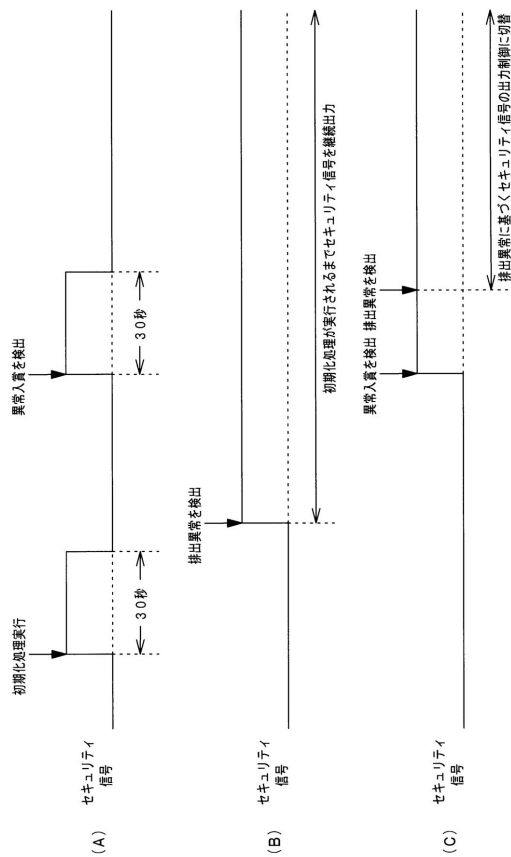 (A)
セキュリティ
信号
初期化処理実行
30秒
異常入賞を検出
30秒
(B)
セキュリティ
信号
排出異常を検出
初期化処理が実行されるまでセキュリティ信号を継続出力
(C)
セキュリティ
信号
異常入賞を検出 排出異常を検出
排出異常に基づくセキュリティ信号の出力制御に切替